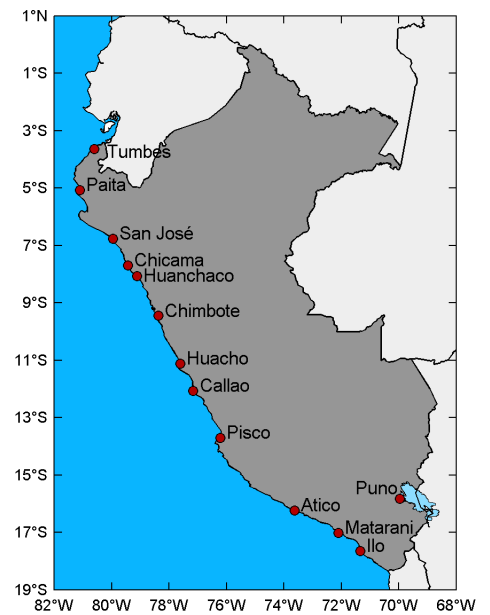 1°N
1°S
3°S
Tumbes
5°S
Paita
7°S
San José
Chicama
Huanchaco
9°S
Chimbote
11°S
Huacho
Callao
13°S
Pisco
15°S
Puno
Atico
17°S
Matarani
Ilo
19°S
82°W 80°W 78°W 76°W 74°W 72°W 70°W 68°W